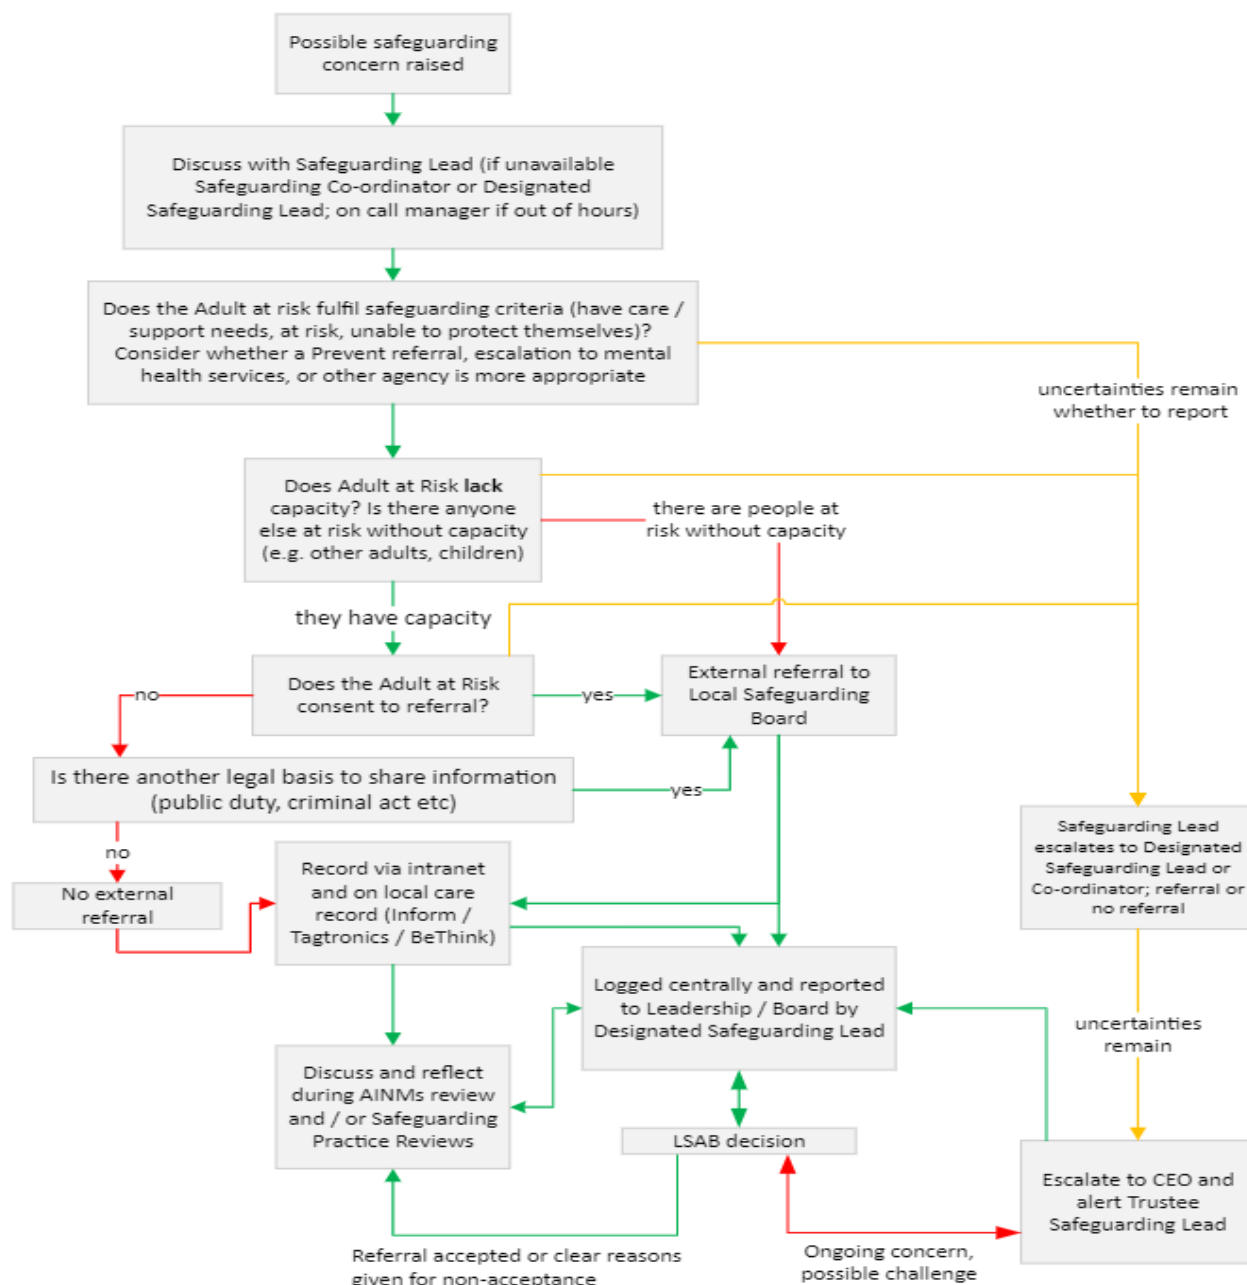 Possible safeguarding
concern raised
Discuss with Safeguarding Lead (if unavailable
Safeguarding Co-ordinator or Designated
Safeguarding Lead; on call manager if out of hours)
Does the Adult at risk fulfil safeguarding criteria (have care /
support needs, at risk, unable to protect themselves)?
Consider whether a Prevent referral, escalation to mental
health services, or other agency is more appropriate
uncertainties remain
whether to report
Does Adult at Risk lack
capacity? Is there anyone
else at risk without capacity
(e.g. other adults, children)
there are people at
risk without capacity
they have capacity
Does the Adult at Risk
consent to referral?
no
yes
External referral to
Local Safeguarding
Board
Is there another legal basis to share information
(public duty, criminal act etc)
yes
no
No external
referral
Record via intranet
and on local care
record (Inform /
Tagtronics / BeThink)
Safeguarding Lead
escalates to Designated
Safeguarding Lead or
Co-ordinator; referral or
no referral
Logged centrally and reported
to Leadership / Board by
Designated Safeguarding Lead
uncertainties
remain
Discuss and reflect
during AINMs review
and / or Safeguarding
Practice Reviews
LSAB decision
Escalate to CEO and
alert Trustee
Safeguarding Lead
Referral accepted or clear reasons
given for non-acceptance
Ongoing concern,
possible challenge